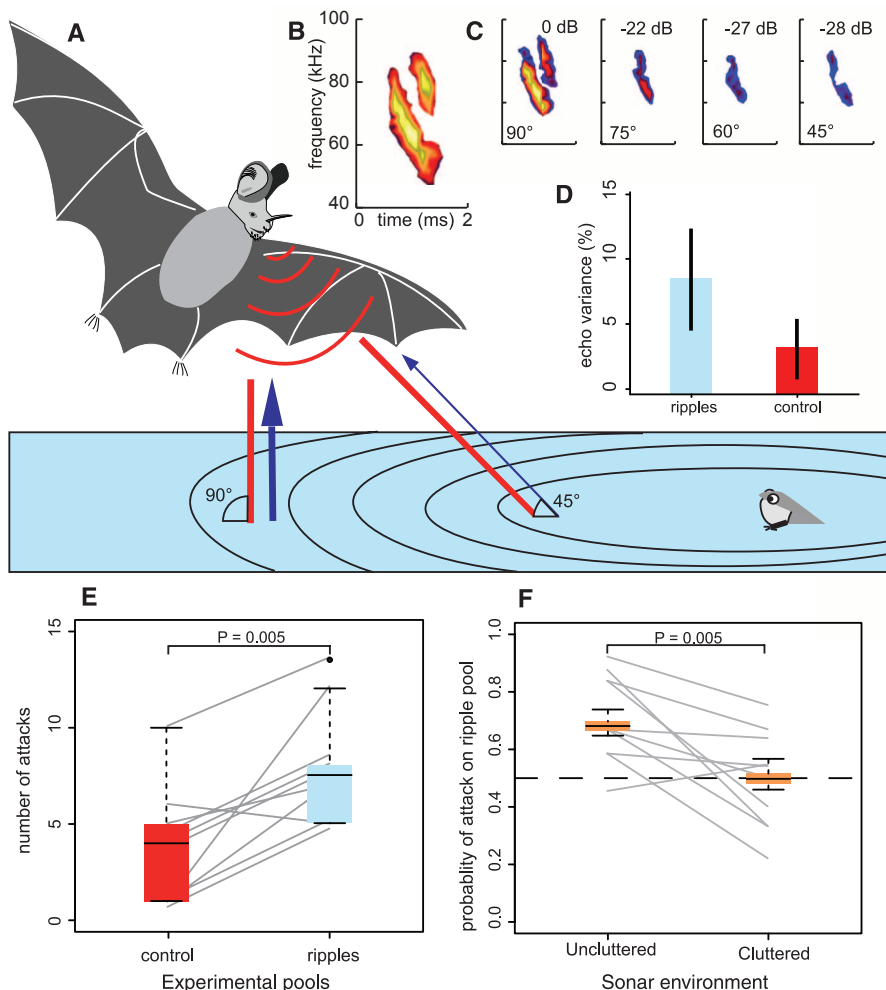 A
B
frequency (kHz)
100
80
60
40
0 time (ms) 2
C
0 dB
-22 dB
-27 dB
-28 dB
90°
75°
60°
45°
D
echo variance (%)
15
10
5
0
ripples
control
90°
45°
E
P = 0.005
number of attacks
15
10
5
0
control
ripples
Experimental pools
F
P = 0.005
probablity of attack on ripple pool
1.0
0.8
0.6
0.4
0.2
0.0
Uncluttered
Cluttered
Sonar environment